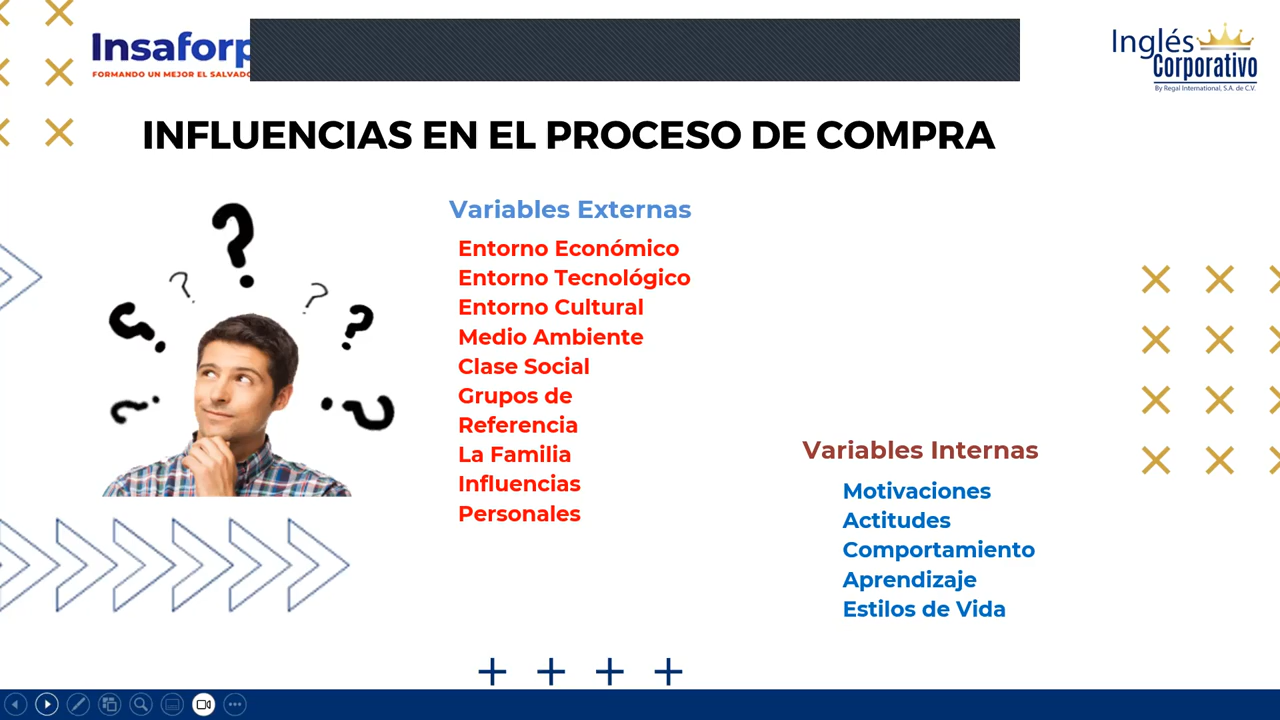 Insaforp
FORMANDO UN MEJOR EL SALVADO
Inglés
Corporativo
By Regal International, S.A. de C.V.
INFLUENCIAS EN EL PROCESO DE COMPRA
Variables Externas
Entorno Económico
Entorno Tecnológico
Entorno Cultural
Medio Ambiente
Clase Social
Grupos de
Referencia
La Familia
Influencias
Personales
Variables Internas
Motivaciones
Actitudes
Comportamiento
Aprendizaje
Estilos de Vida